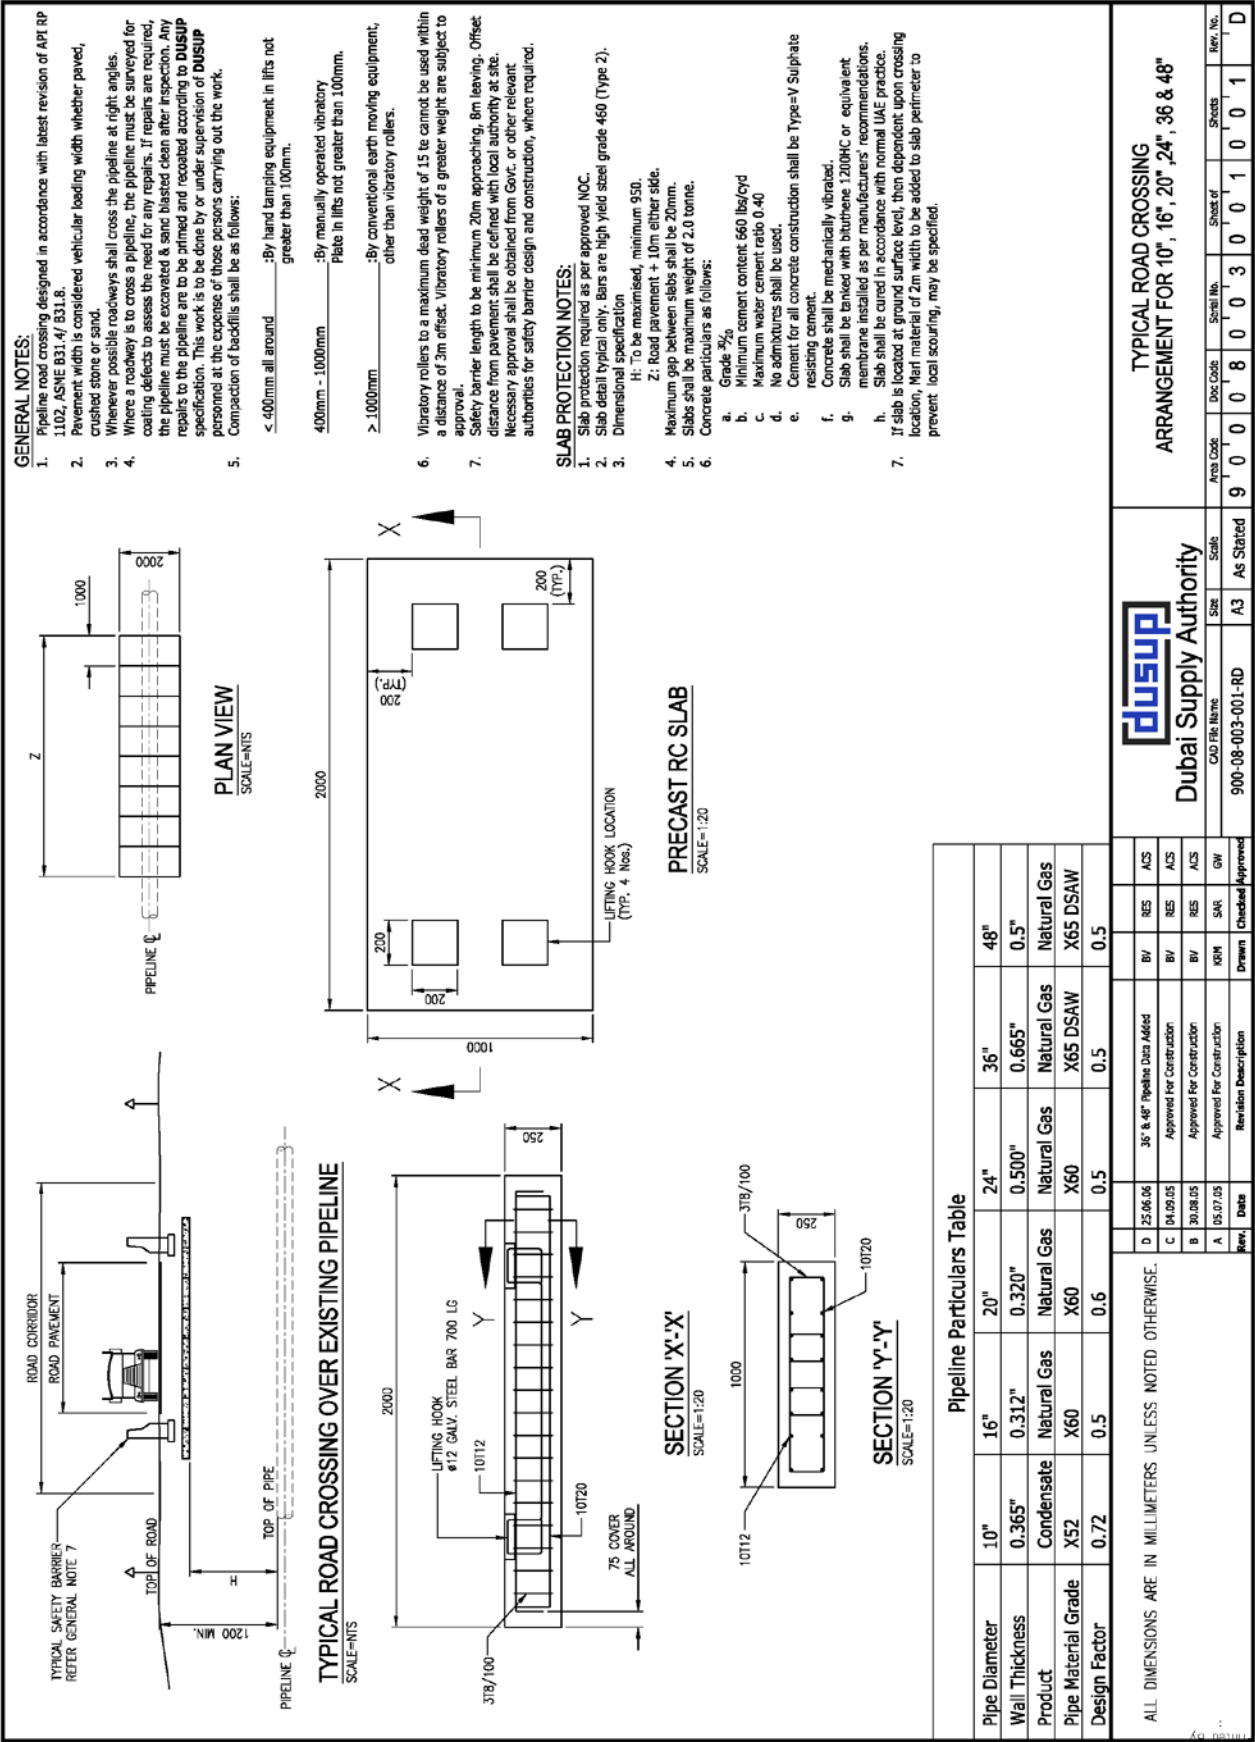 GENERAL NOTES:
1. Pipeline road crossing designed in accordance with latest revision of API RP
1102, ASME B31.4/ B31.8.
2. Pavement width is considered vehicular loading width whether paved,
crushed stone or sand.
3. Whenever possible roadways shall cross the pipeline at right angles.
4. Where a roadway is to cross a pipeline, the pipeline must be surveyed for
coating defects to assess the need for any repairs. If repairs are required,
the pipeline must be excavated & sand blasted clean after inspection. Any
repairs to the pipeline are to be primed and recoated according to DUSUP
specification. This work is to be done by or under supervision of DUSUP
personnel at the expense of those persons carrying out the work.
5. Compaction of backfills shall be as follows:
< 400mm all around :By hand tamping equipment in lifts not
greater than 100mm.
400mm - 1000mm :By manually operated vibratory
Plate in lifts not greater than 100mm.
> 1000mm :By conventional earth moving equipment,
other than vibratory rollers.
6. Vibratory rollers to a maximum dead weight of 15 te cannot be used within
a distance of 3m offset. Vibratory rollers of a greater weight are subject to
approval.
7. Safety barrier length to be minimum 20m approaching, 8m leaving. Offset
distance from pavement shall be defined with local authority at site.
Necessary approval shall be obtained from Govt. or other relevant
authorities for safety barrier design and construction, where required.
SLAB PROTECTION NOTES:
1. Slab protection required as per approved NOC.
2. Slab detail typical only. Bars are high yield steel grade 460 (Type 2).
3. Dimensional specification
H: To be maximised, minimum 950.
Z: Road pavement + 10m either side.
4. Maximum gap between slabs shall be 20mm.
5. Slabs shall be maximum weight of 2.0 tonne.
6. Concrete particulars as follows:
a. Grade 35/20
b. Minimum cement content 660 lbs/cyd
c. Maximum water cement ratio 0.40
d. No admixtures shall be used.
e. Cement for all concrete construction shall be Type=V Sulphate
resisting cement.
f. Concrete shall be mechanically vibrated.
g. Slab shall be tanked with bituthene 1200HC or equivalent
membrane installed as per manufacturers' recommendations.
h. Slab shall be cured in accordance with normal UAE practice.
7. If slab is located at ground surface level, then dependent upon crossing
location, Marl material of 2m width to be added to slab perimeter to
prevent local scouring, may be specified.
ROAD CORRIDOR
ROAD PAVEMENT
TYPICAL SAFETY BARRIER
REFER GENERAL NOTE 7
TOP OF ROAD
H
1200 MIN.
TOP OF PIPE
PIPELINE ℄
TYPICAL ROAD CROSSING OVER EXISTING PIPELINE
SCALE=NTS
Z
1000
2000
PIPELINE ℄
PLAN VIEW
SCALE=NTS
2000
LIFTING HOOK
ø12 GALV. STEEL BAR 700 LG
10T12
250
Y
Y
3T8/100
10T20
75 COVER
ALL AROUND
SECTION 'X'-'X'
SCALE=1:20
X
X
2000
200
200
1000
200
(TYP.)
200
(TYP.)
LIFTING HOOK LOCATION
(TYP. 4 Nos.)
PRECAST RC SLAB
SCALE=1:20
1000
3T8/100
250
10T12
10T20
SECTION 'Y'-'Y'
SCALE=1:20
Pipeline Particulars Table
Pipe Diameter 10" 16" 20" 24" 36" 48"
Wall Thickness 0.365" 0.312" 0.320" 0.500" 0.665" 0.5"
Product Condensate Natural Gas Natural Gas Natural Gas Natural Gas Natural Gas
Pipe Material Grade X52 X60 X60 X60 X65 DSAW X65 DSAW
Design Factor 0.72 0.5 0.6 0.5 0.5 0.5
ALL DIMENSIONS ARE IN MILLIMETERS UNLESS NOTED OTHERWISE.
D 25.06.06 36" & 48" Pipeline Data Added BV RES ACS
C 04.09.05 Approved For Construction BV RES ACS
B 30.08.05 Approved For Construction BV RES ACS
A 05.07.05 Approved For Construction KRM SAR GW
Rev. Date Revision Description Drawn Checked Approved
dusup
Dubai Supply Authority
CAD File Name Size Scale
900-08-003-001-RD A3 As Stated
TYPICAL ROAD CROSSING
ARRANGEMENT FOR 10", 16", 20" ,24", 36 & 48"
Area Code Doc Code Serial No. Sheet of Sheets Rev. No.
9 0 0 0 8 0 0 3 0 0 1 0 0 1 D